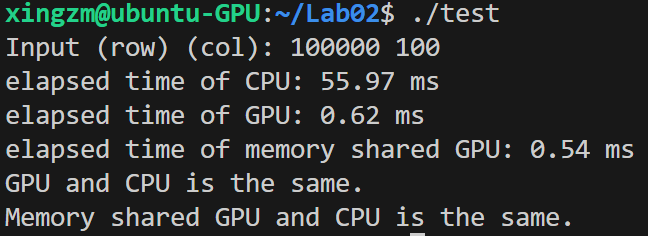 xingzm@ubuntu-GPU:~/Lab02$ ./test
Input (row) (col): 100000 100
elapsed time of CPU: 55.97 ms
elapsed time of GPU: 0.62 ms
elapsed time of memory shared GPU: 0.54 ms
GPU and CPU is the same.
Memory shared GPU and CPU is the same.